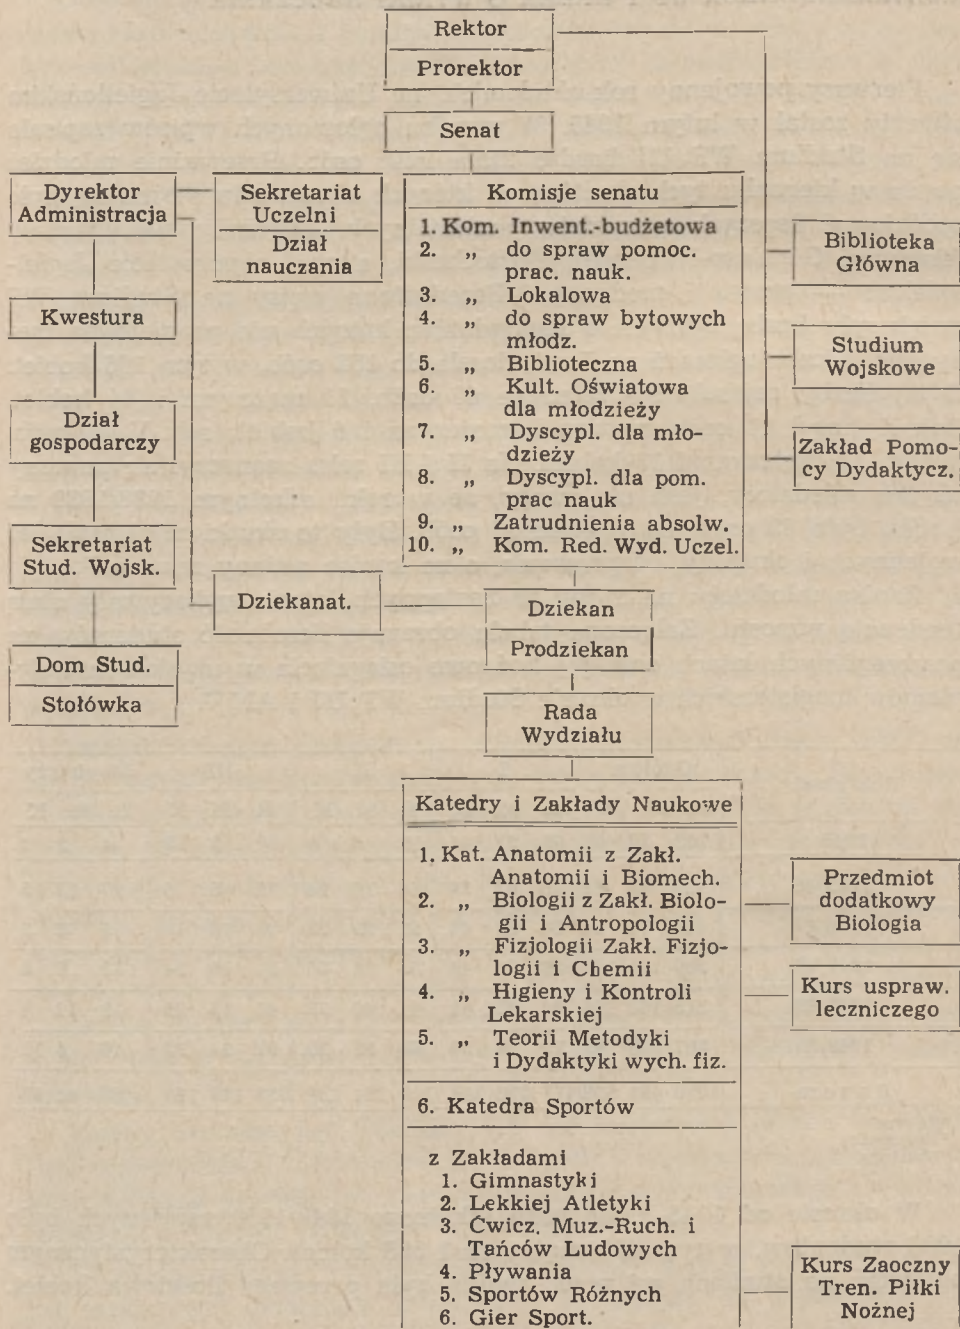 Rektor
Prorektor
Senat
Dyrektor
Administracja
Sekretariat
Uczelni
Dział
nauczania
Kwestura
Dział
gospodarczy
Sekretariat
Stud. Wojsk.
Dom Stud.
Stołówka
Komisje senatu
1. Kom. Inwent.-budżetowa
2. „ do spraw pomoc.
prac. nauk.
3. „ Lokalowa
4. „ do spraw bytowych
młodz.
5. „ Biblioteczna
6. „ Kult. Oświatowa
dla młodzieży
7. „ Dyscypl. dla mło-
dzieży
8. „ Dyscypl. dla pom.
prac nauk
9. „ Zatrudnienia absolw.
10. „ Kom. Red. Wyd. Uczel.
Biblioteka
Główna
Studium
Wojskowe
Zakład Pomo-
cy Dydaktycz.
Dziekanat.
Dziekan
Prodziekan
Rada
Wydziału
Katedry i Zakłady Naukowe
1. Kat. Anatomii z Zakł.
Anatomii i Biomech.
2. „ Biologii z Zakł. Biolo-
gii i Antropologii
3. „ Fizjologii Zakł. Fizjo-
logii i Chemii
4. „ Higieny i Kontroli
Lekarskiej
5. „ Teorii Metodyki
i Dydaktyki wych. fiz.
6. Katedra Sportów
z Zakładami
1. Gimnastyki
2. Lekkiej Atletyki
3. Ćwicz. Muz.-Ruch. i
Tańców Ludowych
4. Pływania
5. Sportów Różnych
6. Gier Sport.
Przedmiot
dodatkowy
Biologia
Kurs uspraw.
leczniczego
Kurs Zaoczny
Tren. Piłki
Nożnej